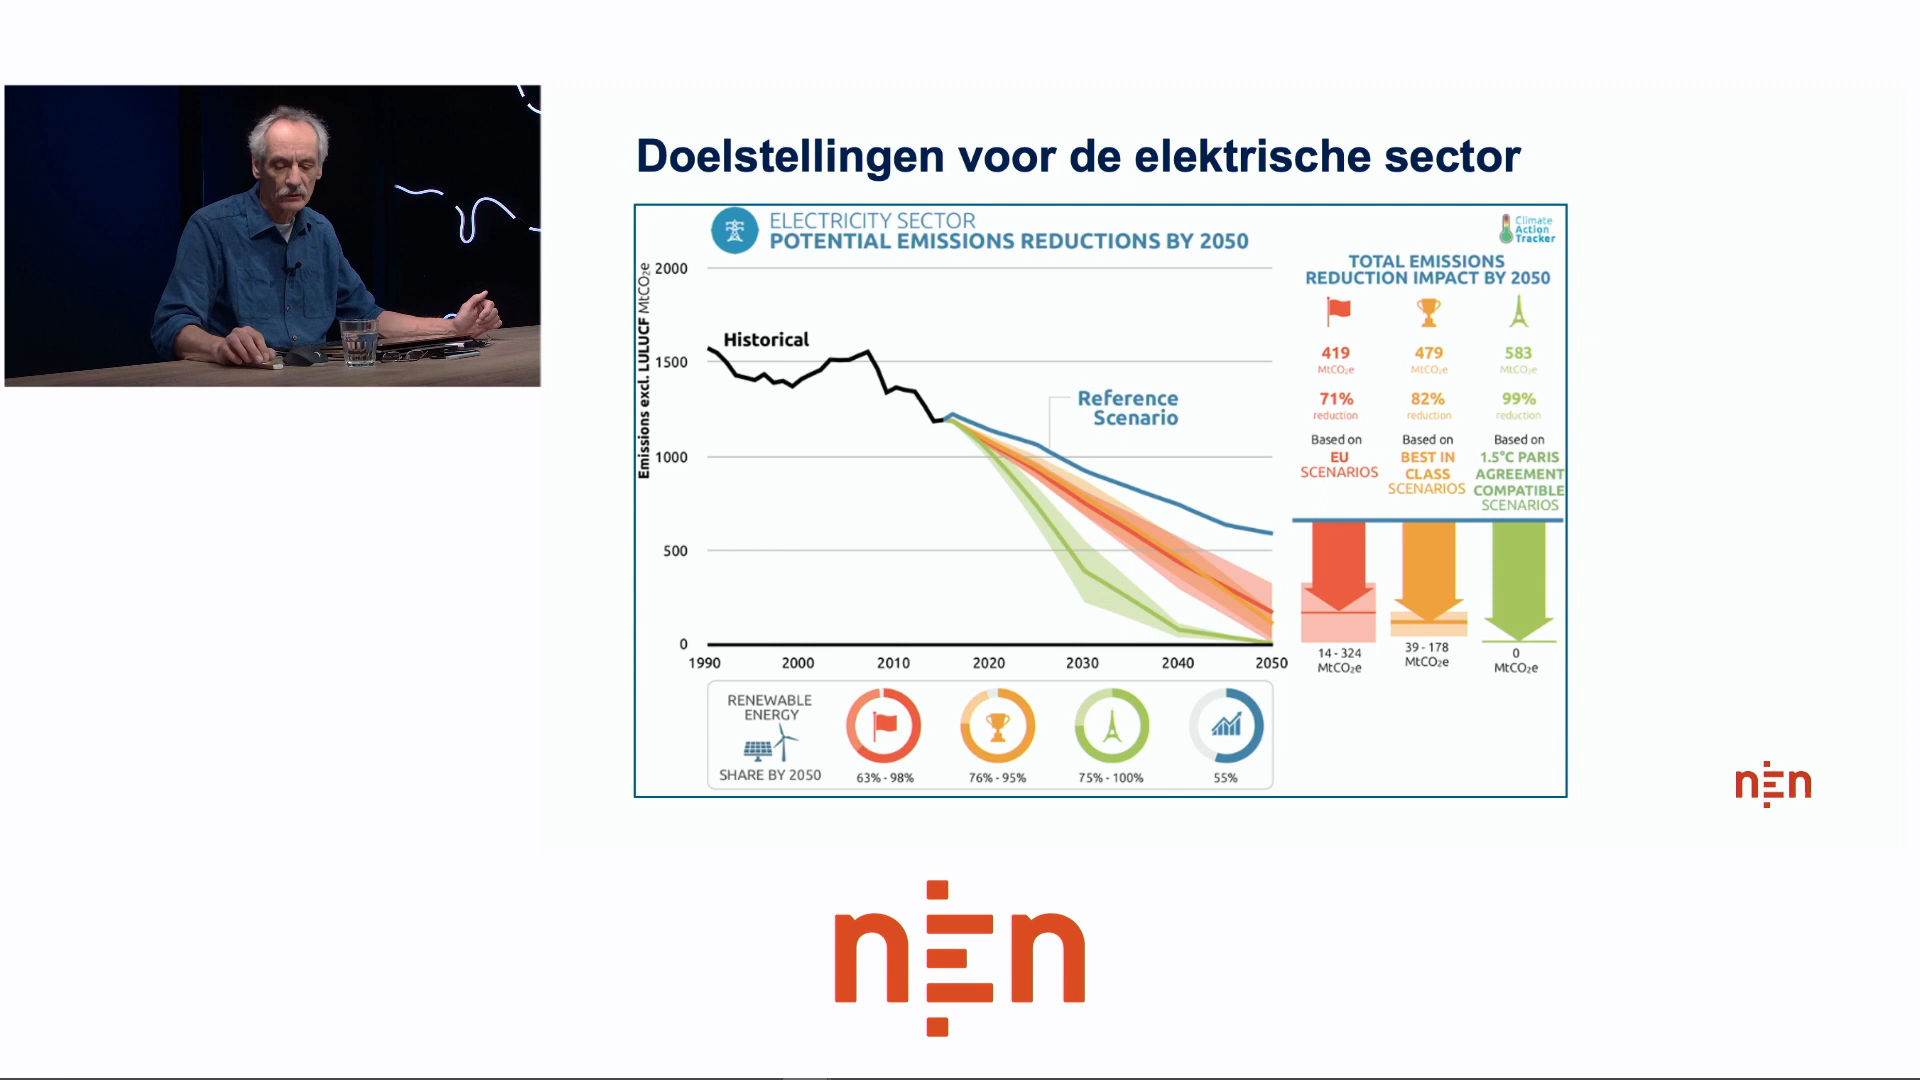 Doelstellingen voor de elektrische sector
ELECTRICITY SECTOR
POTENTIAL EMISSIONS REDUCTIONS BY 2050
Climate
Action
Tracker
Emissions excl. LULUCF MtCO₂e
2000
1500
1000
500
0
Historical
Reference
Scenario
1990 2000 2010 2020 2030 2040 2050
TOTAL EMISSIONS
REDUCTION IMPACT BY 2050
419 479 583
MtCO₂e MtCO₂e MtCO₂e
71% 82% 99%
reduction reduction reduction
Based on
EU
SCENARIOS
Based on
BEST IN
CLASS
SCENARIOS
Based on
1.5°C PARIS
AGREEMENT
COMPATIBLE
SCENARIOS
14 - 324
MtCO₂e
39 - 178
MtCO₂e
0
MtCO₂e
RENEWABLE
ENERGY
SHARE BY 2050
63% - 98% 76% - 95% 75% - 100% 55%
nen
nen